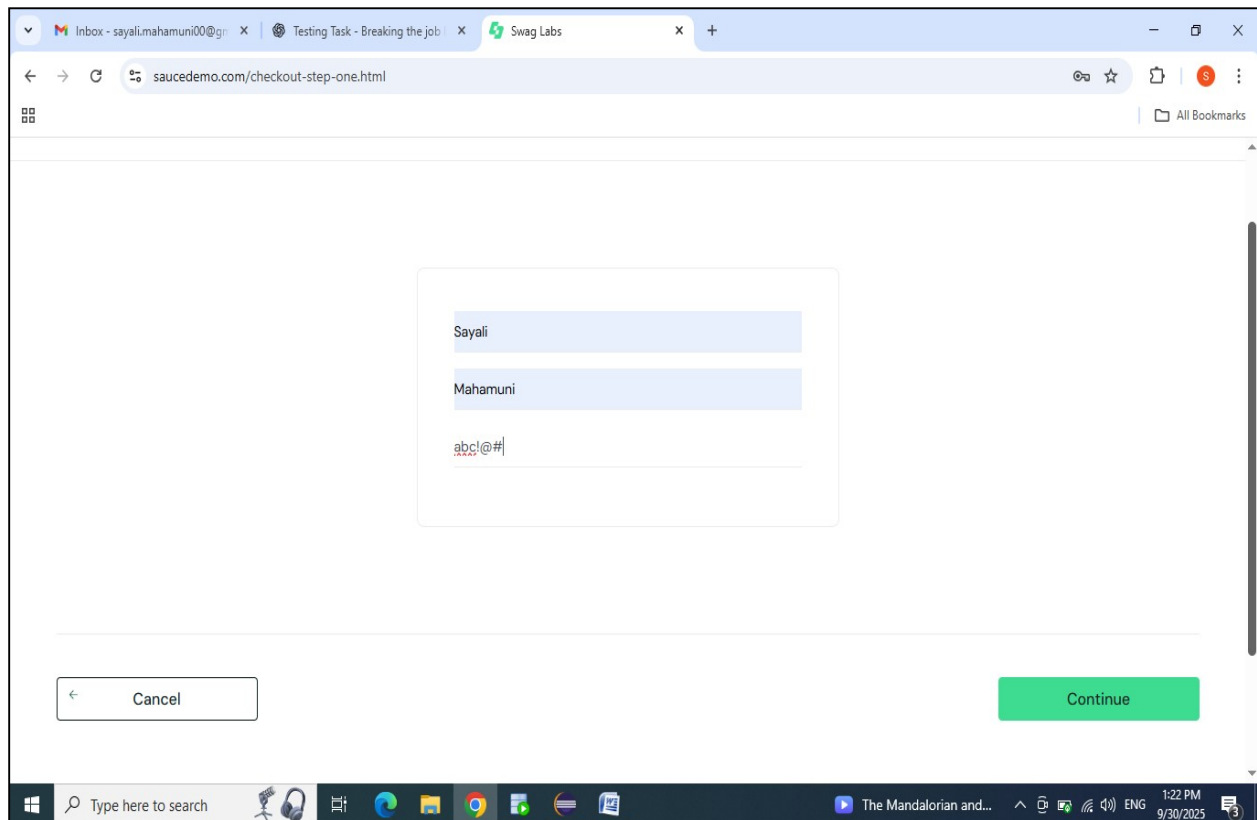 Inbox - sayali.mahamuni00@gm
Testing Task - Breaking the job
Swag Labs
saucedemo.com/checkout-step-one.html
S
All Bookmarks
Sayali
Mahamuni
abc!@#
Cancel
Continue
Type here to search
The Mandalorian and...
ENG
1:22 PM
9/30/2025
3